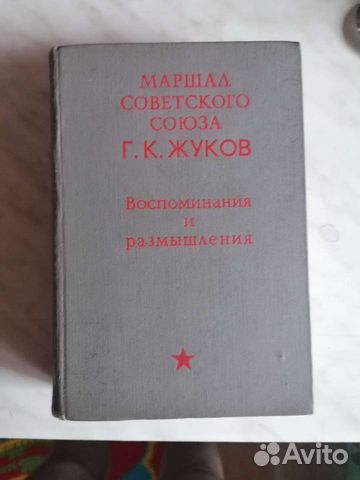 МАРШАЛ
СОВЕТСКОГО
СОЮЗА
Г. К. ЖУКОВ
Воспоминания
и
размышления
Avito